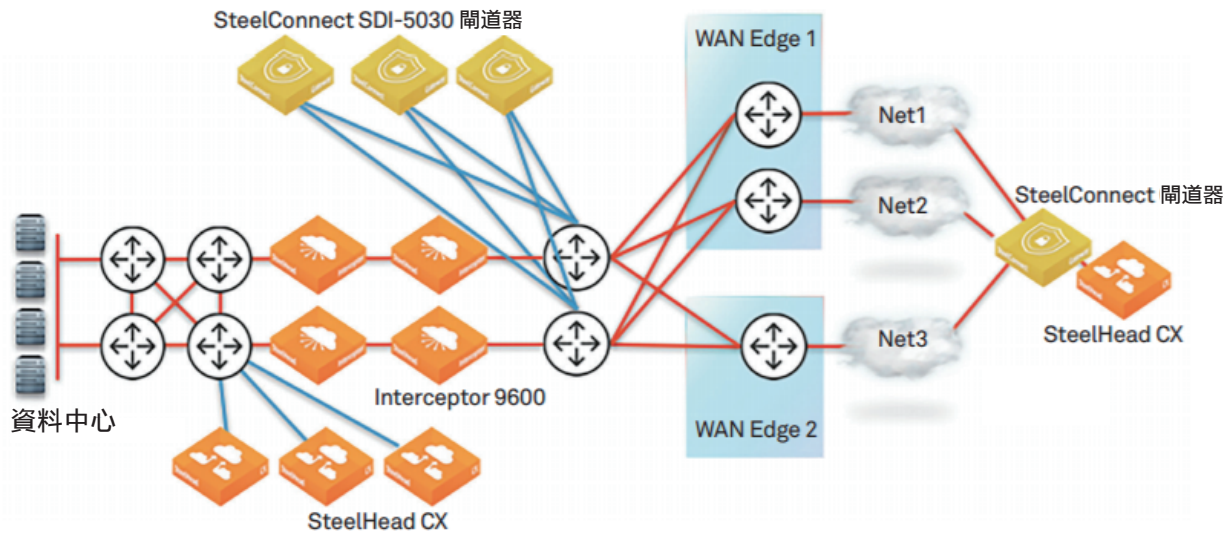 SteelConnect SDI-5030 閘道器
WAN Edge 1
Net1
Net2
SteelConnect 閘道器
Net3
SteelHead CX
Interceptor 9600
資料中心
WAN Edge 2
SteelHead CX